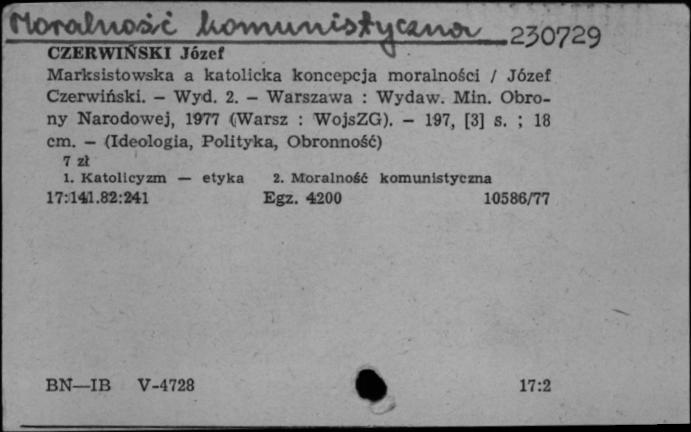 Moralność komunistyczna 230729
CZERWIŃSKI Józef
Marksistowska a katolicka koncepcja moralności / Józef
Czerwiński. — Wyd. 2. — Warszawa : Wydaw. Min. Obro-
ny Narodowej, 1977 (Warsz : WojsZG). — 197, [3] s. ; 18
cm. — (Ideologia, Polityka, Obronność)
7 zł
1. Katolicyzm — etyka 2. Moralność komunistyczna
17:141.82:241 Egz. 4200 10586/77
BN—IB V-4728 17:2